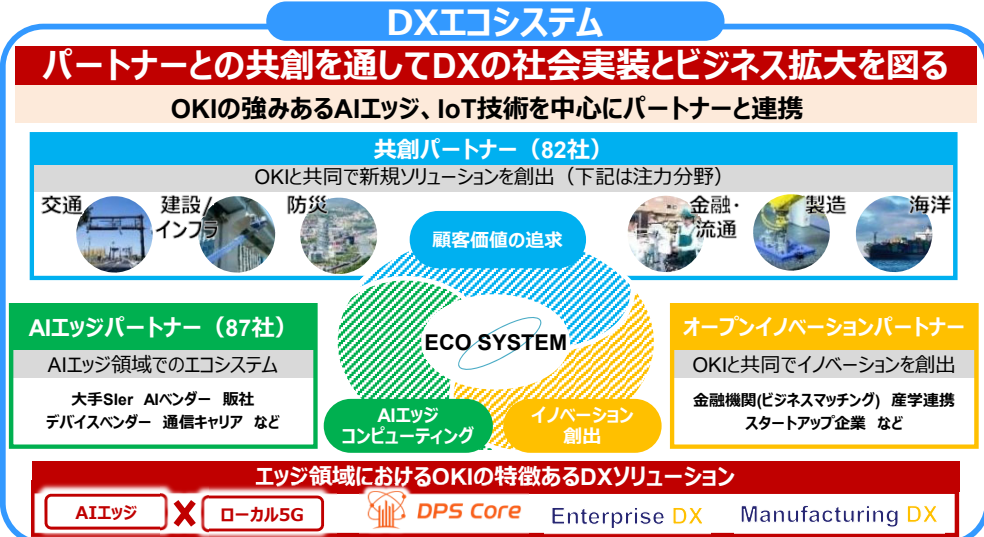 DXエコシステム
パートナーとの共創を通してDXの社会実装とビジネス拡大を図る
OKIの強みあるAIエッジ、IoT技術を中心にパートナーと連携
共創パートナー（82社）
OKIと共同で新規ソリューションを創出（下記は注力分野）
交通
建設/
インフラ
防災
金融・
流通
製造
海洋
顧客価値の追求
ECO SYSTEM
AIエッジ
コンピューティング
イノベーション
創出
AIエッジパートナー（87社）
AIエッジ領域でのエコシステム
大手SIer AIベンダー 販社
デバイスベンダー 通信キャリア など
オープンイノベーションパートナー
OKIと共同でイノベーションを創出
金融機関(ビジネスマッチング) 産学連携
スタートアップ企業 など
エッジ領域におけるOKIの特徴あるDXソリューション
AIエッジ X ローカル5G DPS Core Enterprise DX Manufacturing DX